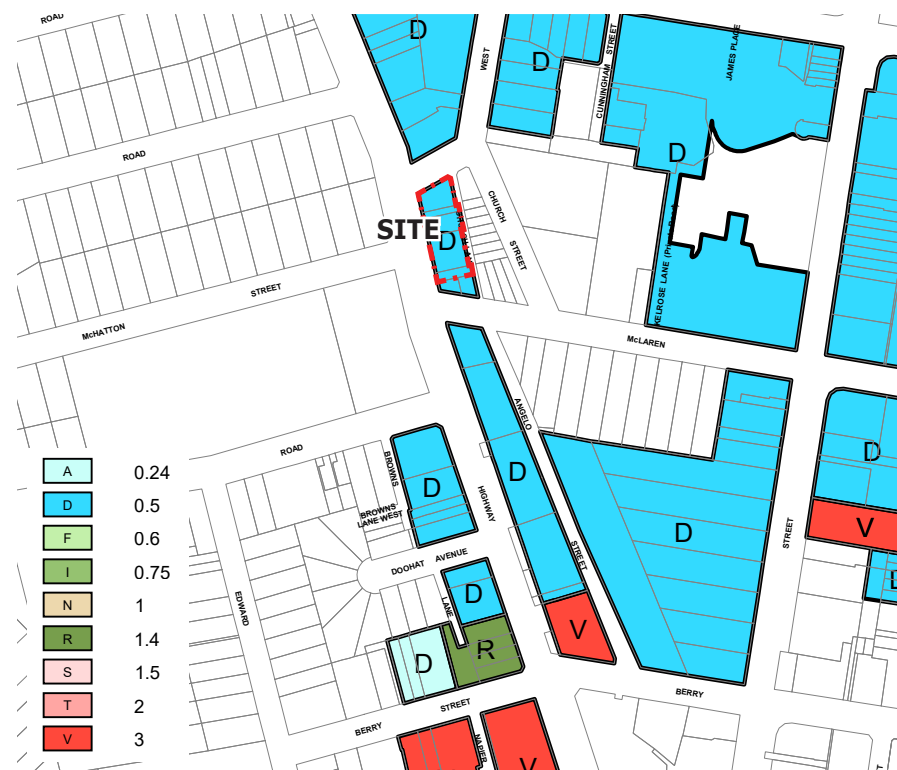 ROAD
D
WEST
D
CUNNINGHAM
STREET
JAMES PLACE
ROAD
D
CHURCH
STREET
SITE
D
STREET
McHATTON
McLAREN
ANGELO
ROAD
BROWNS
D
BROWNS
LANE WEST
HIGHWAY
D
D
STREET
D
V
D
DOOHAT AVENUE
EDWARD
LANE
D
STREET
V
R
D
BERRY
STREET
BERRY
NAPIER
V
A 0.24
D 0.5
F 0.6
I 0.75
N 1
R 1.4
S 1.5
T 2
V 3